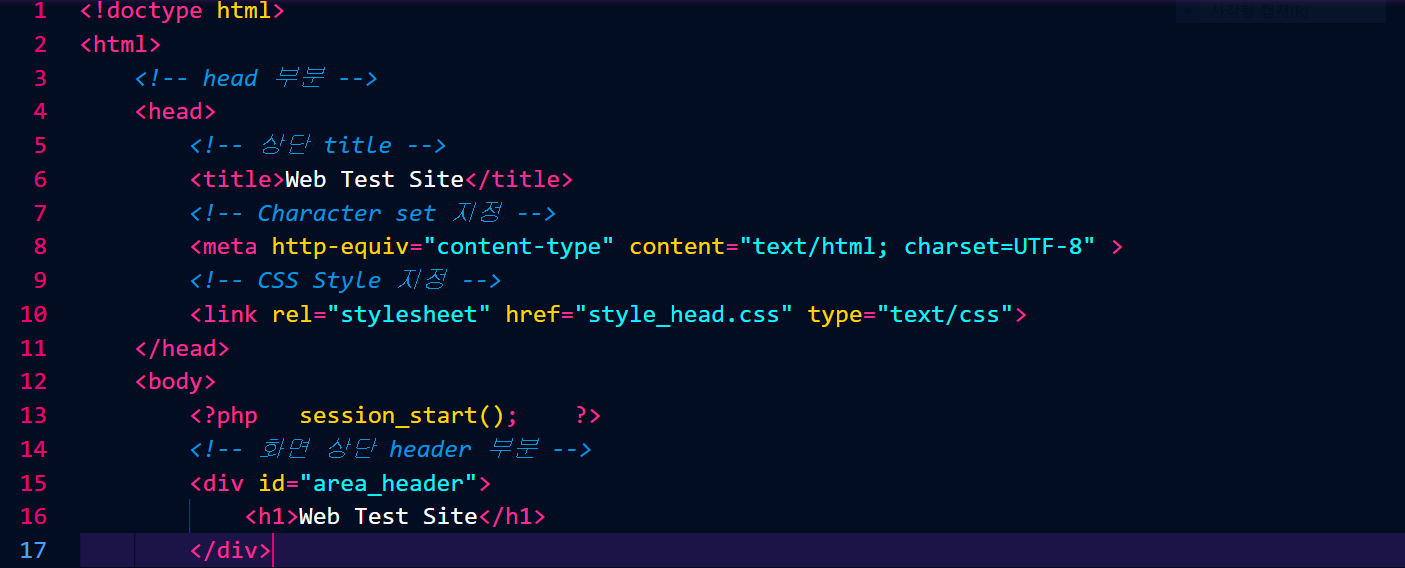 1 <!doctype html>
2 <html>
3 <!-- head 부분 -->
4 <head>
5 <!-- 상단 title -->
6 <title>Web Test Site</title>
7 <!-- Character set 지정 -->
8 <meta http-equiv="content-type" content="text/html; charset=UTF-8" >
9 <!-- CSS Style 지정 -->
10 <link rel="stylesheet" href="style_head.css" type="text/css">
11 </head>
12 <body>
13 <?php session_start(); ?>
14 <!-- 화면 상단 header 부분 -->
15 <div id="area_header">
16 <h1>Web Test Site</h1>
17 </div>